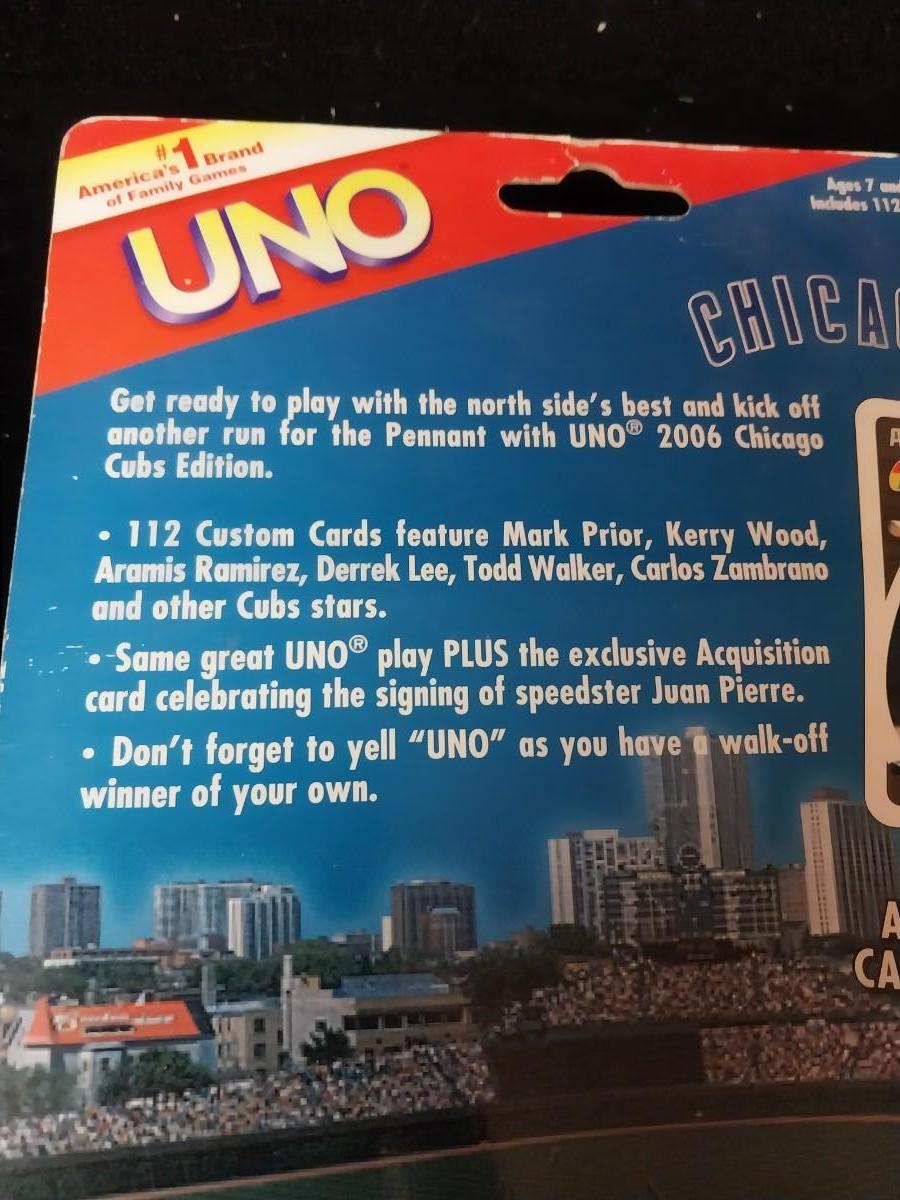 #1
America's Brand
of Family Games
UNO
Ages 7 and
Includes 112
CHICA
Get ready to play with the north side's best and kick off
another run for the Pennant with UNO® 2006 Chicago
Cubs Edition.
• 112 Custom Cards feature Mark Prior, Kerry Wood,
Aramis Ramirez, Derrek Lee, Todd Walker, Carlos Zambrano
and other Cubs stars.
• Same great UNO® play PLUS the exclusive Acquisition
card celebrating the signing of speedster Juan Pierre.
• Don't forget to yell “UNO” as you have a walk-off
winner of your own.
A
CA